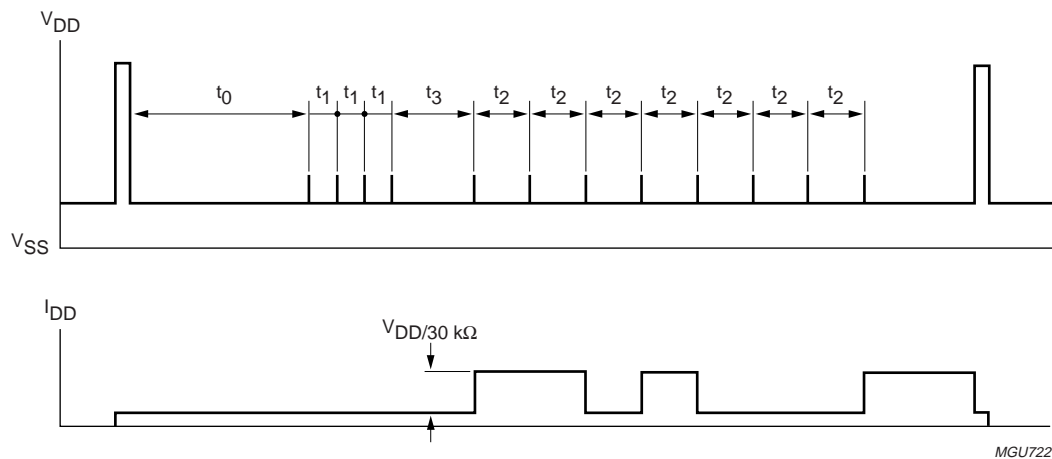 VDD
t0 t1 t1 t1 t3 t2 t2 t2 t2 t2 t2 t2
VSS
IDD
VDD/30 kΩ
MGU722